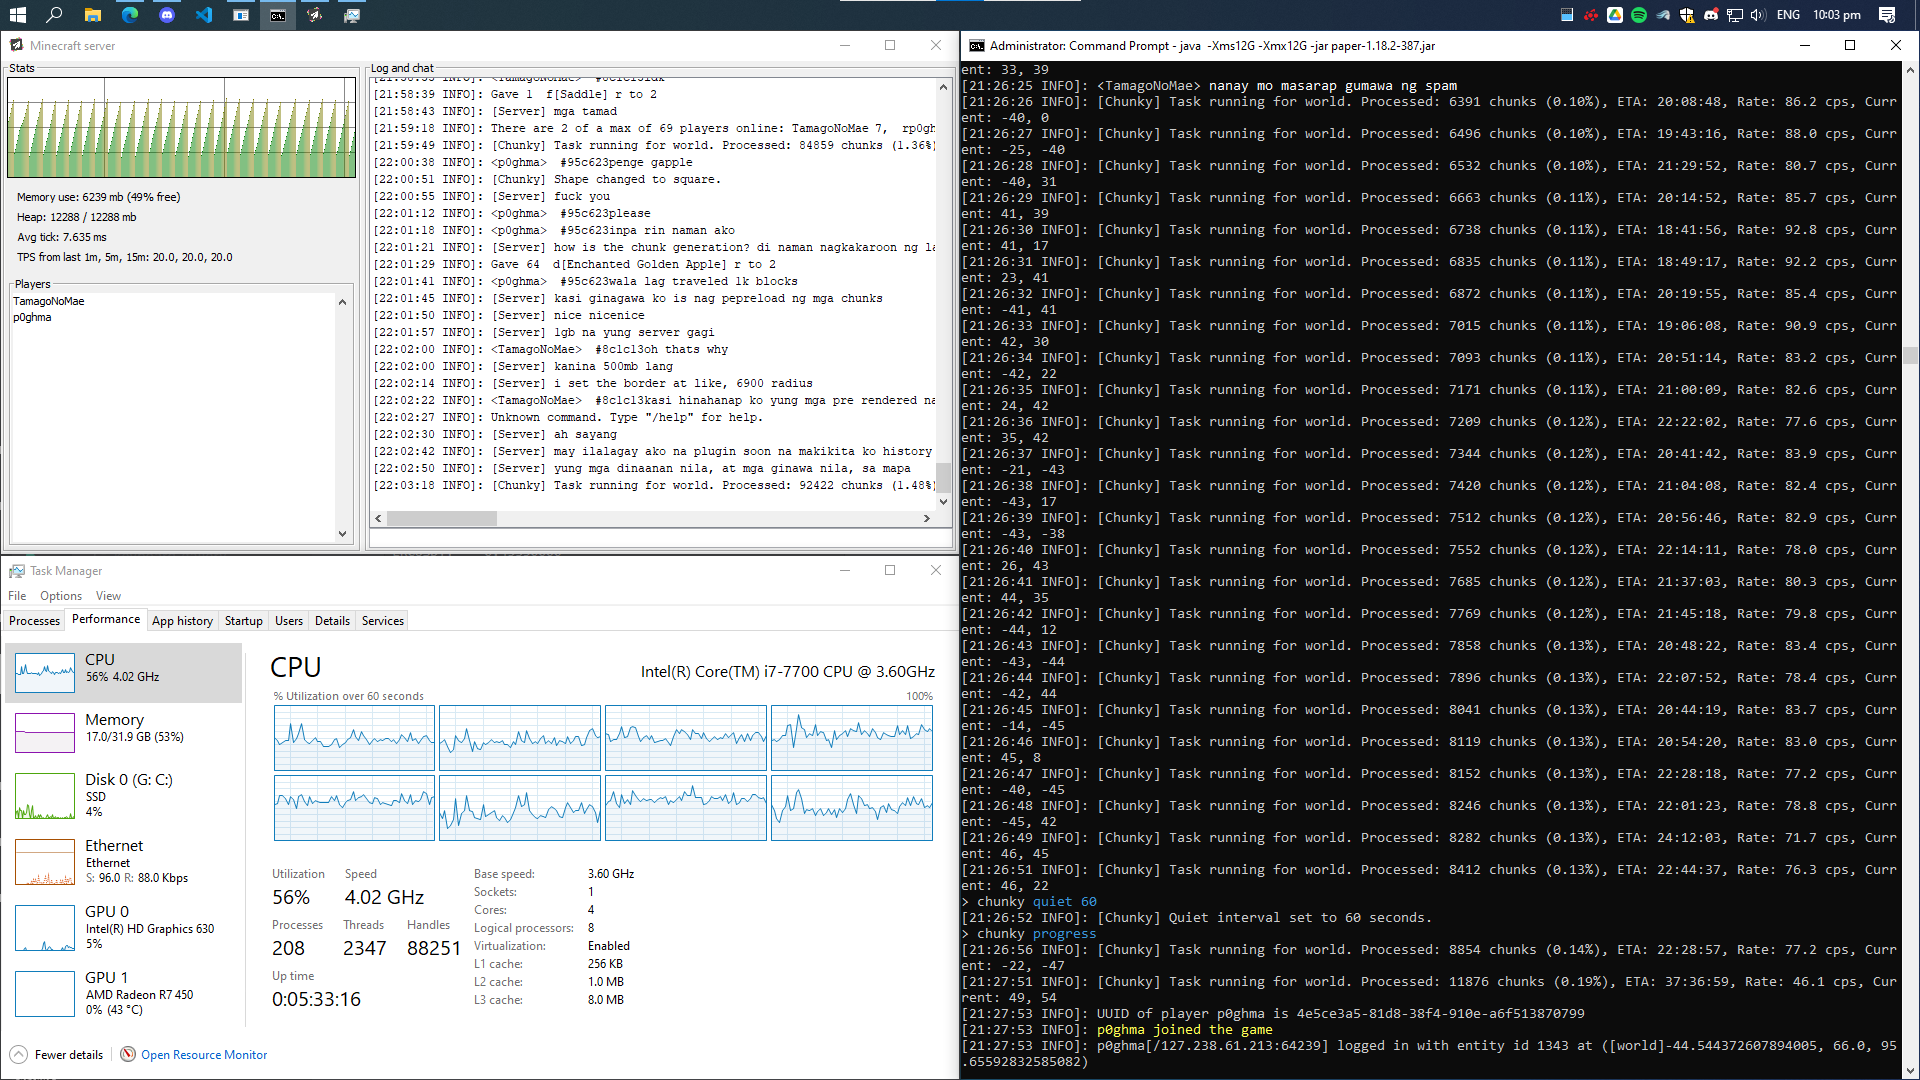 ENG
10:03 pm
Minecraft server
Stats
Memory use: 6239 mb (49% free)
Heap: 12288 / 12288 mb
Avg tick: 7.635 ms
TPS from last 1m, 5m, 15m: 20.0, 20.0, 20.0
Players
TamagoNoMae
p0ghma
Log and chat
[21:58:39 INFO]: Gave 1  f[Saddle] r to 2
[21:58:43 INFO]: [Server] mga tamad
[21:59:18 INFO]: There are 2 of a max of 69 players online: TamagoNoMae 7,  rp0gh
[21:59:49 INFO]: [Chunky] Task running for world. Processed: 84859 chunks (1.36%)
[22:00:38 INFO]: <p0ghma>  #95c623penge gapple
[22:00:51 INFO]: [Chunky] Shape changed to square.
[22:00:55 INFO]: [Server] fuck you
[22:01:12 INFO]: <p0ghma>  #95c623please
[22:01:18 INFO]: <p0ghma>  #95c623inpa rin naman ako
[22:01:21 INFO]: [Server] how is the chunk generation? di naman nagkakaroon ng la
[22:01:29 INFO]: Gave 64  d[Enchanted Golden Apple] r to 2
[22:01:41 INFO]: <p0ghma>  #95c623wala lag traveled 1k blocks
[22:01:45 INFO]: [Server] kasi ginagawa ko is nag pepreload ng mga chunks
[22:01:50 INFO]: [Server] nice nicenice
[22:01:57 INFO]: [Server] 1gb na yung server gagi
[22:02:00 INFO]: <TamagoNoMae>  #8c1c13oh thats why
[22:02:00 INFO]: [Server] kanina 500mb lang
[22:02:14 INFO]: [Server] i set the border at like, 6900 radius
[22:02:22 INFO]: <TamagoNoMae>  #8c1c13kasi hinahanap ko yung mga pre rendered na
[22:02:27 INFO]: Unknown command. Type "/help" for help.
[22:02:30 INFO]: [Server] ah sayang
[22:02:42 INFO]: [Server] may ilalagay ako na plugin soon na makikita ko history
[22:02:50 INFO]: [Server] yung mga dinaanan nila, at mga ginawa nila, sa mapa
[22:03:18 INFO]: [Chunky] Task running for world. Processed: 92422 chunks (1.48%)
Task Manager
File Options View
Processes Performance App history Startup Users Details Services
CPU
56% 4.02 GHz
Memory
17.0/31.9 GB (53%)
Disk 0 (G: C:)
SSD
4%
Ethernet
Ethernet
S: 96.0 R: 88.0 Kbps
GPU 0
Intel(R) HD Graphics 630
5%
GPU 1
AMD Radeon R7 450
0% (43 °C)
CPU
Intel(R) Core(TM) i7-7700 CPU @ 3.60GHz
% Utilization over 60 seconds
100%
Utilization Speed
56% 4.02 GHz
Processes Threads Handles
208 2347 88251
Up time
0:05:33:16
Base speed: 3.60 GHz
Sockets: 1
Cores: 4
Logical processors: 8
Virtualization: Enabled
L1 cache: 256 KB
L2 cache: 1.0 MB
L3 cache: 8.0 MB
Fewer details
Open Resource Monitor
Administrator: Command Prompt - java  -Xms12G -Xmx12G -jar paper-1.18.2-387.jar
ent: 33, 39
[21:26:25 INFO]: <TamagoNoMae> nanay mo masarap gumawa ng spam
[21:26:26 INFO]: [Chunky] Task running for world. Processed: 6391 chunks (0.10%), ETA: 20:08:48, Rate: 86.2 cps, Curr
ent: -40, 0
[21:26:27 INFO]: [Chunky] Task running for world. Processed: 6496 chunks (0.10%), ETA: 19:43:16, Rate: 88.0 cps, Curr
ent: -25, -40
[21:26:28 INFO]: [Chunky] Task running for world. Processed: 6532 chunks (0.10%), ETA: 21:29:52, Rate: 80.7 cps, Curr
ent: -40, 31
[21:26:29 INFO]: [Chunky] Task running for world. Processed: 6663 chunks (0.11%), ETA: 20:14:52, Rate: 85.7 cps, Curr
ent: 41, 39
[21:26:30 INFO]: [Chunky] Task running for world. Processed: 6738 chunks (0.11%), ETA: 18:41:56, Rate: 92.8 cps, Curr
ent: 41, 17
[21:26:31 INFO]: [Chunky] Task running for world. Processed: 6835 chunks (0.11%), ETA: 18:49:17, Rate: 92.2 cps, Curr
ent: 23, 41
[21:26:32 INFO]: [Chunky] Task running for world. Processed: 6872 chunks (0.11%), ETA: 20:19:55, Rate: 85.4 cps, Curr
ent: -41, 41
[21:26:33 INFO]: [Chunky] Task running for world. Processed: 7015 chunks (0.11%), ETA: 19:06:08, Rate: 90.9 cps, Curr
ent: 42, 30
[21:26:34 INFO]: [Chunky] Task running for world. Processed: 7093 chunks (0.11%), ETA: 20:51:14, Rate: 83.2 cps, Curr
ent: -42, 22
[21:26:35 INFO]: [Chunky] Task running for world. Processed: 7171 chunks (0.11%), ETA: 21:00:09, Rate: 82.6 cps, Curr
ent: 24, 42
[21:26:36 INFO]: [Chunky] Task running for world. Processed: 7209 chunks (0.12%), ETA: 22:22:02, Rate: 77.6 cps, Curr
ent: 35, 42
[21:26:37 INFO]: [Chunky] Task running for world. Processed: 7344 chunks (0.12%), ETA: 20:41:42, Rate: 83.9 cps, Curr
ent: -21, -43
[21:26:38 INFO]: [Chunky] Task running for world. Processed: 7420 chunks (0.12%), ETA: 21:04:08, Rate: 82.4 cps, Curr
ent: -43, 17
[21:26:39 INFO]: [Chunky] Task running for world. Processed: 7512 chunks (0.12%), ETA: 20:56:46, Rate: 82.9 cps, Curr
ent: -43, -38
[21:26:40 INFO]: [Chunky] Task running for world. Processed: 7552 chunks (0.12%), ETA: 22:14:11, Rate: 78.0 cps, Curr
ent: 26, 43
[21:26:41 INFO]: [Chunky] Task running for world. Processed: 7685 chunks (0.12%), ETA: 21:37:03, Rate: 80.3 cps, Curr
ent: 44, 35
[21:26:42 INFO]: [Chunky] Task running for world. Processed: 7769 chunks (0.12%), ETA: 21:45:18, Rate: 79.8 cps, Curr
ent: -44, 12
[21:26:43 INFO]: [Chunky] Task running for world. Processed: 7858 chunks (0.13%), ETA: 20:48:22, Rate: 83.4 cps, Curr
ent: -43, -44
[21:26:44 INFO]: [Chunky] Task running for world. Processed: 7896 chunks (0.13%), ETA: 22:07:52, Rate: 78.4 cps, Curr
ent: -42, 44
[21:26:45 INFO]: [Chunky] Task running for world. Processed: 8041 chunks (0.13%), ETA: 20:44:19, Rate: 83.7 cps, Curr
ent: -14, -45
[21:26:46 INFO]: [Chunky] Task running for world. Processed: 8119 chunks (0.13%), ETA: 20:54:20, Rate: 83.0 cps, Curr
ent: 45, 8
[21:26:47 INFO]: [Chunky] Task running for world. Processed: 8152 chunks (0.13%), ETA: 22:28:18, Rate: 77.2 cps, Curr
ent: -40, -45
[21:26:48 INFO]: [Chunky] Task running for world. Processed: 8246 chunks (0.13%), ETA: 22:01:23, Rate: 78.8 cps, Curr
ent: -45, 42
[21:26:49 INFO]: [Chunky] Task running for world. Processed: 8282 chunks (0.13%), ETA: 24:12:03, Rate: 71.7 cps, Curr
ent: 46, 45
[21:26:51 INFO]: [Chunky] Task running for world. Processed: 8412 chunks (0.13%), ETA: 22:44:37, Rate: 76.3 cps, Curr
ent: 46, 22
> chunky quiet 60
[21:26:52 INFO]: [Chunky] Quiet interval set to 60 seconds.
> chunky progress
[21:26:56 INFO]: [Chunky] Task running for world. Processed: 8854 chunks (0.14%), ETA: 22:28:57, Rate: 77.2 cps, Curr
ent: -22, -47
[21:27:51 INFO]: [Chunky] Task running for world. Processed: 11876 chunks (0.19%), ETA: 37:36:59, Rate: 46.1 cps, Cur
rent: 49, 54
[21:27:53 INFO]: UUID of player p0ghma is 4e5ce3a5-81d8-38f4-910e-a6f513870799
[21:27:53 INFO]: p0ghma joined the game
[21:27:53 INFO]: p0ghma[/127.238.61.213:64239] logged in with entity id 1343 at ([world]-44.544372607894005, 66.0, 95
.65592832585082)